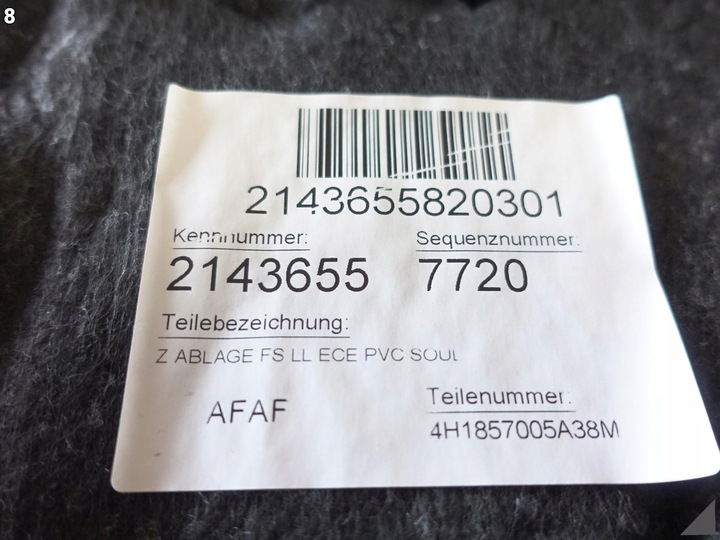 8
2143655820301
Kennnummer: Sequenznummer:
2143655 7720
Teilebezeichnung:
Z ABLAGE FS LL ECE PVC SOUL
AFAF
Teilenummer:
4H1857005A38M